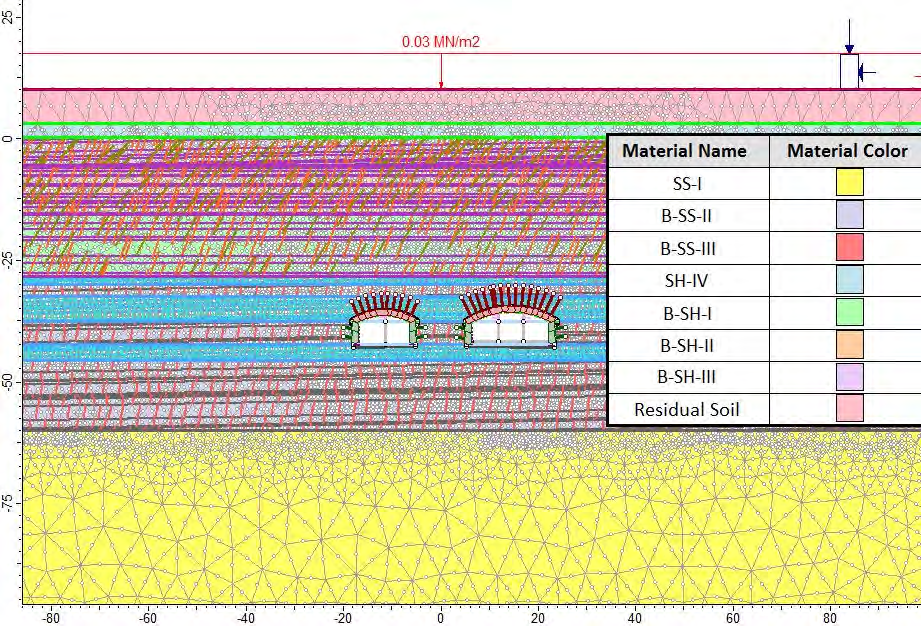 0.03 MN/m2
25
0
-25
-50
-75
Material Name Material Color
SS-I
B-SS-II
B-SS-III
SH-IV
B-SH-I
B-SH-II
B-SH-III
Residual Soil
-80 -60 -40 -20 0 20 40 60 80